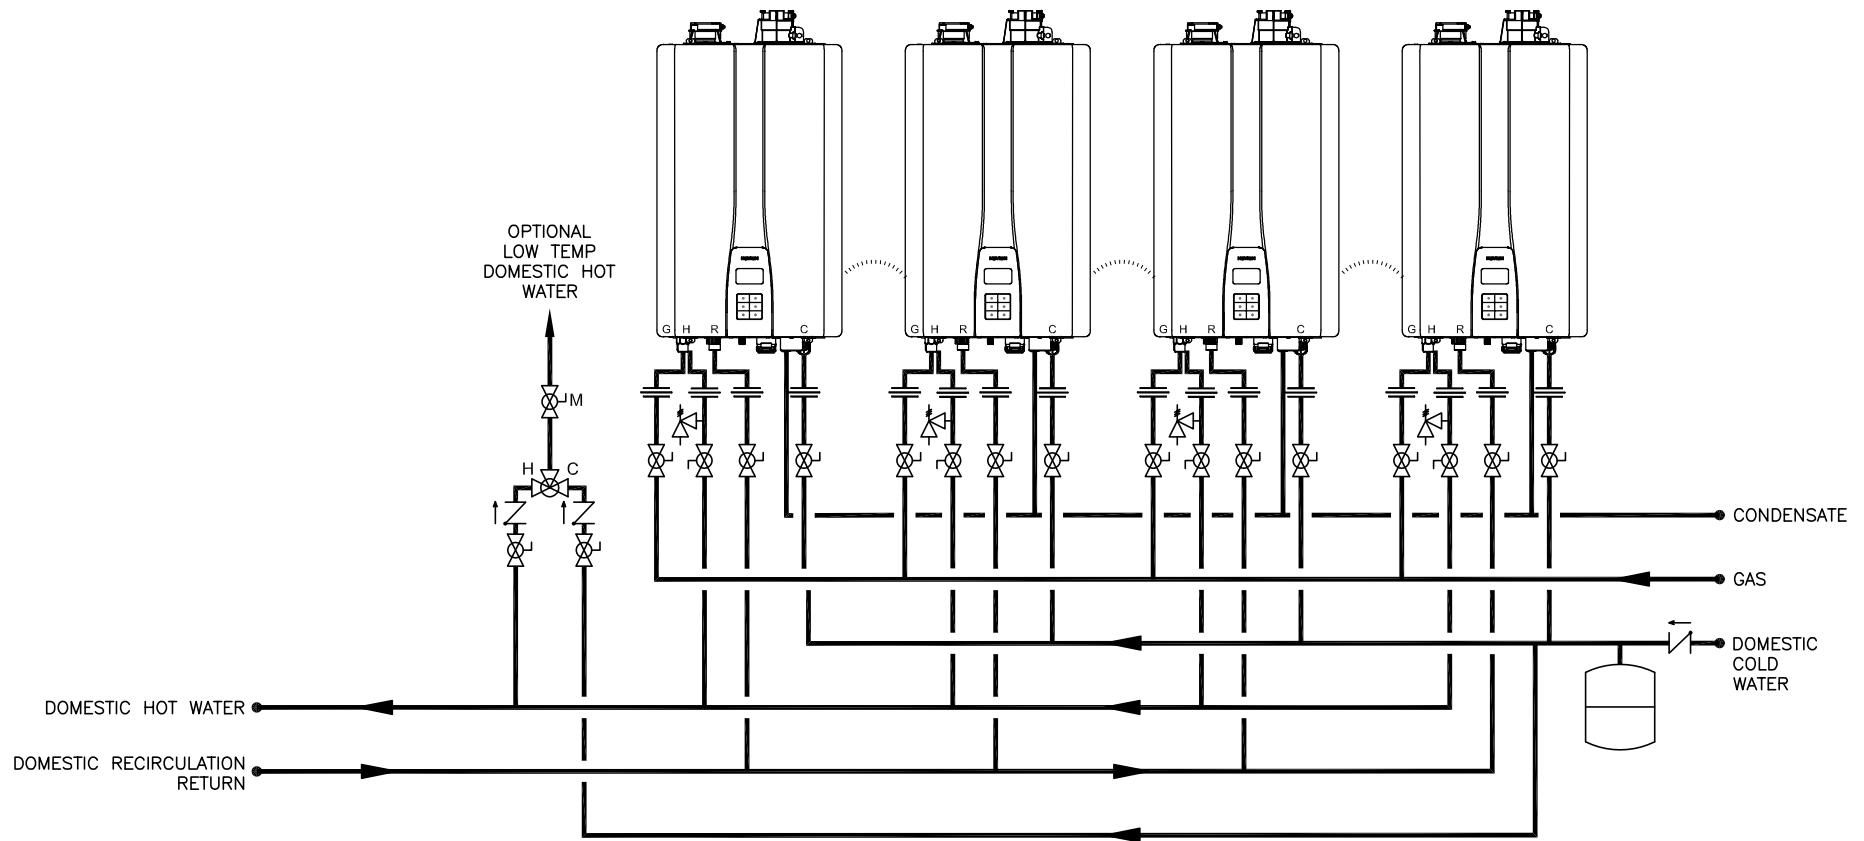 OPTIONAL
LOW TEMP
DOMESTIC HOT
WATER
G H R C
G H R C
G H R C
G H R C
M
H C
CONDENSATE
GAS
DOMESTIC
COLD
WATER
DOMESTIC HOT WATER
DOMESTIC RECIRCULATION
RETURN